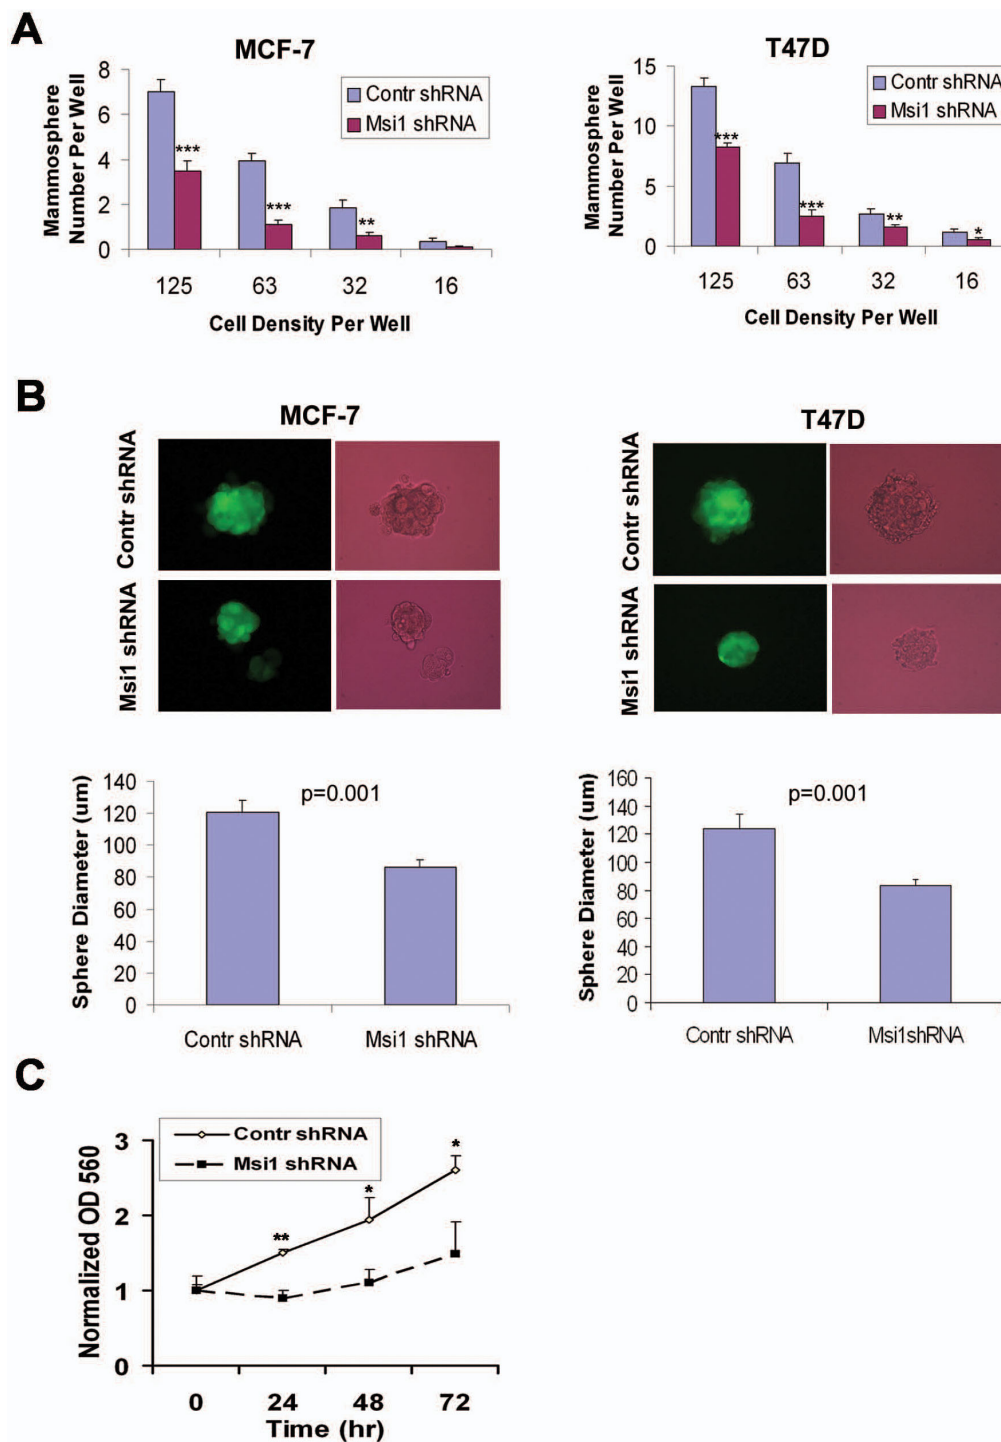 A
MCF-7
Mammosphere
Number Per Well
8
6
4
2
0
Contr shRNA
Msi1 shRNA
***
***
**
125 63 32 16
Cell Density Per Well
T47D
Mammosphere
Number Per Well
15
10
5
0
Contr shRNA
Msi1 shRNA
***
***
**
*
125 63 32 16
Cell Density Per Well
B
MCF-7
Contr shRNA
Msi1 shRNA
T47D
Contr shRNA
Msi1 shRNA
Sphere Diameter (um)
140
120
100
80
60
40
20
0
p=0.001
Contr shRNA Msi1 shRNA
Sphere Diameter (um)
160
140
120
100
80
60
40
20
0
p=0.001
Contr shRNA Msi1shRNA
C
Normalized OD 560
3
2
1
0
Contr shRNA
Msi1 shRNA
**
*
*
0 24 48 72
Time (hr)